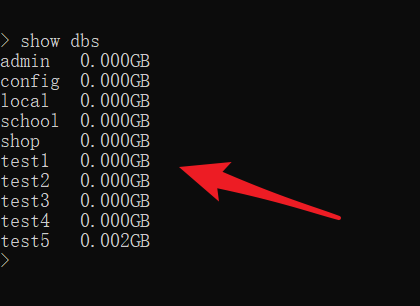 > show dbs
admin   0.000GB
config  0.000GB
local   0.000GB
school  0.000GB
shop    0.000GB
test1   0.000GB
test2   0.000GB
test3   0.000GB
test4   0.000GB
test5   0.002GB
>